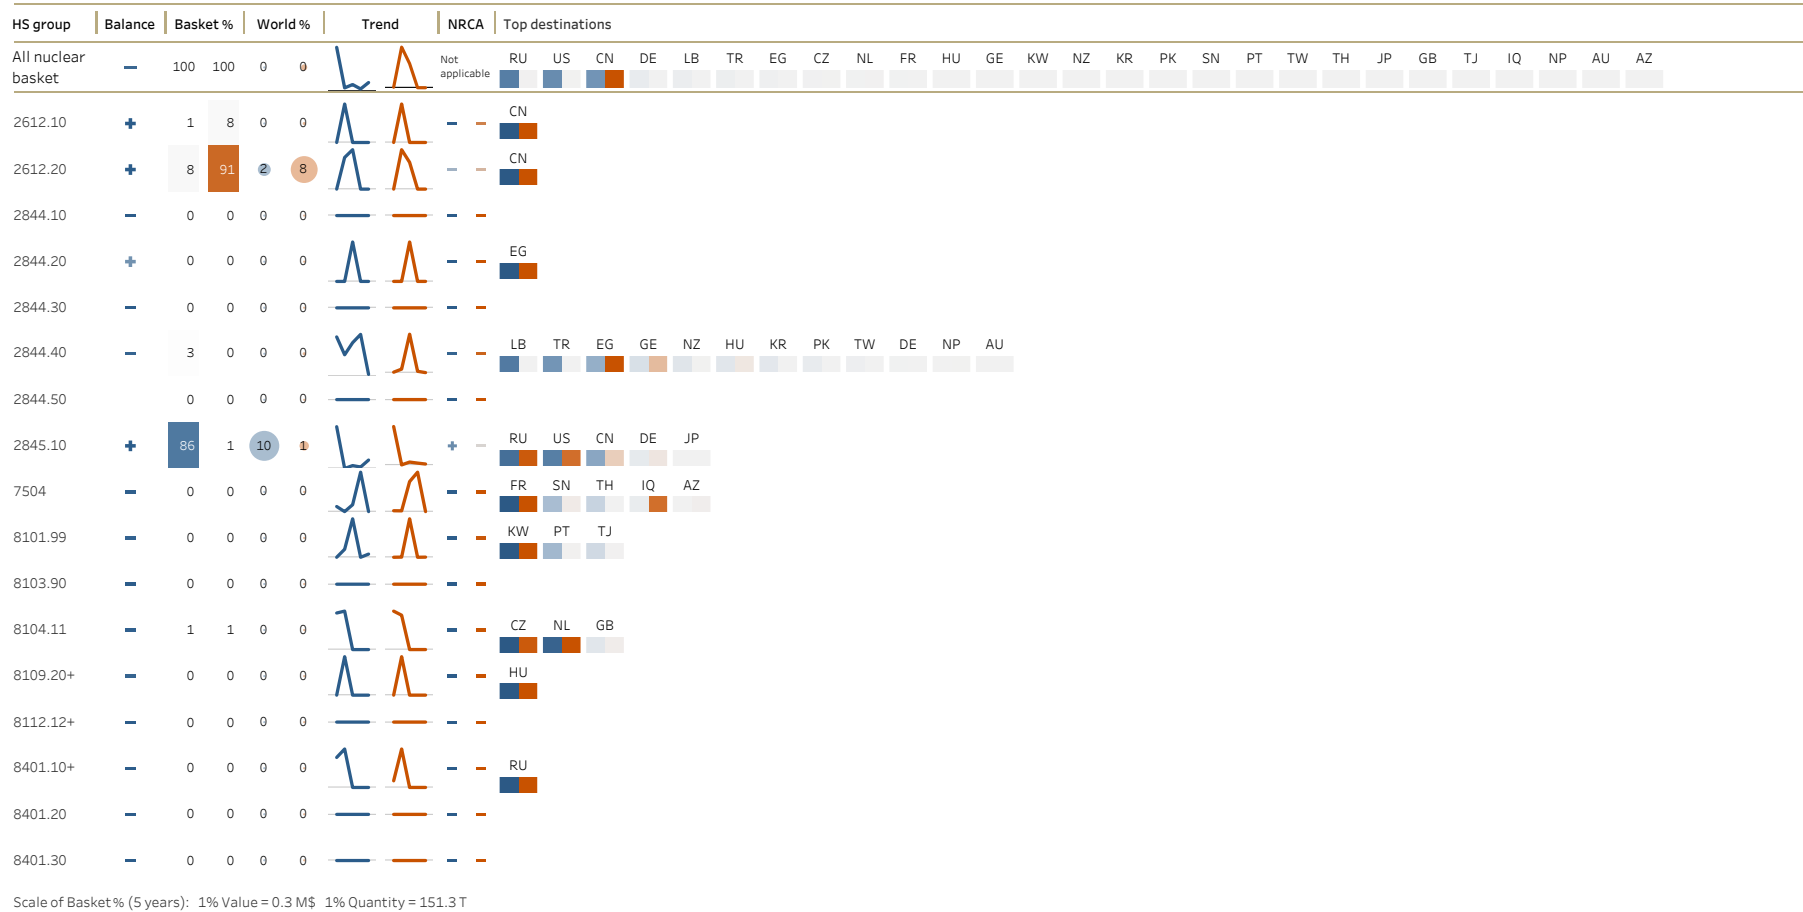 HS group Balance Basket % World % Trend NRCA Top destinations
All nuclear basket 100 100 0 0 Not applicable RU US CN DE LB TR EG CZ NL FR HU GE KW NZ KR PK SN PT TW TH JP GB TJ IQ NP AU AZ
2612.10 + 1 8 0 0 CN
2612.20 + 8 91 2 8 CN
2844.10 0 0 0 0
2844.20 + 0 0 0 0 EG
2844.30 0 0 0 0
2844.40 3 0 0 0 LB TR EG GE NZ HU KR PK TW DE NP AU
2844.50 0 0 0 0
2845.10 + 86 1 10 1 + RU US CN DE JP
7504 0 0 0 0 FR SN TH IQ AZ
8101.99 0 0 0 0 KW PT TJ
8103.90 0 0 0 0
8104.11 1 1 0 0 CZ NL GB
8109.20+ 0 0 0 0 HU
8112.12+ 0 0 0 0
8401.10+ 0 0 0 0 RU
8401.20 0 0 0 0
8401.30 0 0 0 0
Scale of Basket% (5 years): 1% Value = 0.3 M$ 1% Quantity = 151.3 T